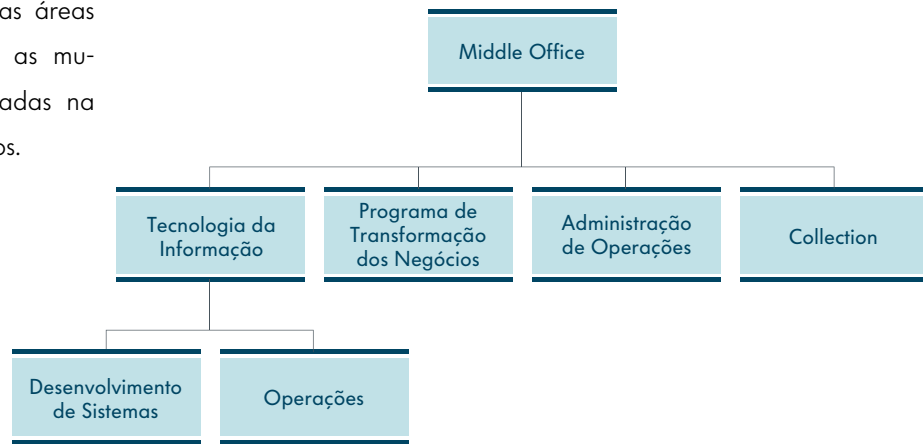 as áreas
as mu-
adas na
os.
Middle Office
Tecnologia da
Informação
Programa de
Transformação
dos Negócios
Administração
de Operações
Collection
Desenvolvimento
de Sistemas
Operações